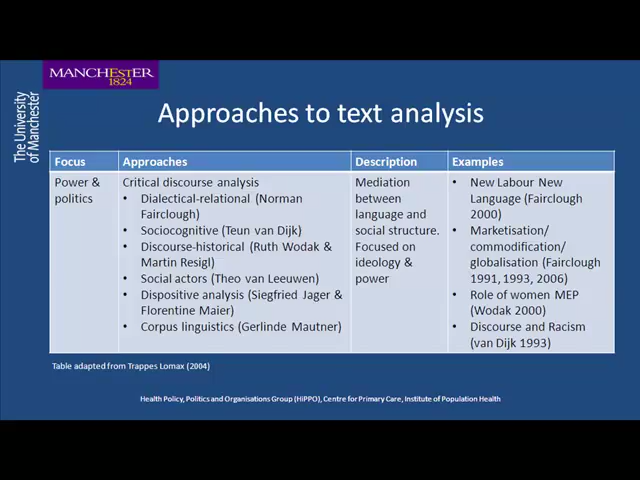 MANCHESTER
1824
The University
of Manchester
Approaches to text analysis
Focus
Approaches
Description
Examples
Power &
politics
Critical discourse analysis
• Dialectical-relational (Norman
Fairclough)
• Sociocognitive (Teun van Dijk)
• Discourse-historical (Ruth Wodak &
Martin Resigl)
• Social actors (Theo van Leeuwen)
• Dispositive analysis (Siegfried Jager &
Florentine Maier)
• Corpus linguistics (Gerlinde Mautner)
Mediation
between
language and
social structure.
Focused on
ideology &
power
• New Labour New
Language (Fairclough
2000)
• Marketisation/
commodification/
globalisation (Fairclough
1991, 1993, 2006)
• Role of women MEP
(Wodak 2000)
• Discourse and Racism
(van Dijk 1993)
Table adapted from Trappes Lomax (2004)
Health Policy, Politics and Organisations Group (HiPPO), Centre for Primary Care, Institute of Population Health